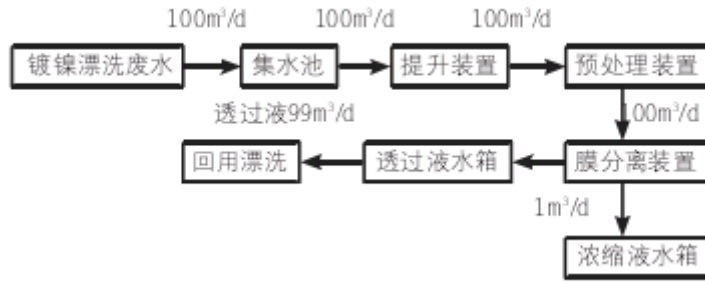 100m³/d 100m³/d 100m³/d
镀镍漂洗废水 集水池 提升装置 预处理装置
透过液99m³/d 100m³/d
回用漂洗 透过液水箱 膜分离装置
1m³/d
浓缩液水箱